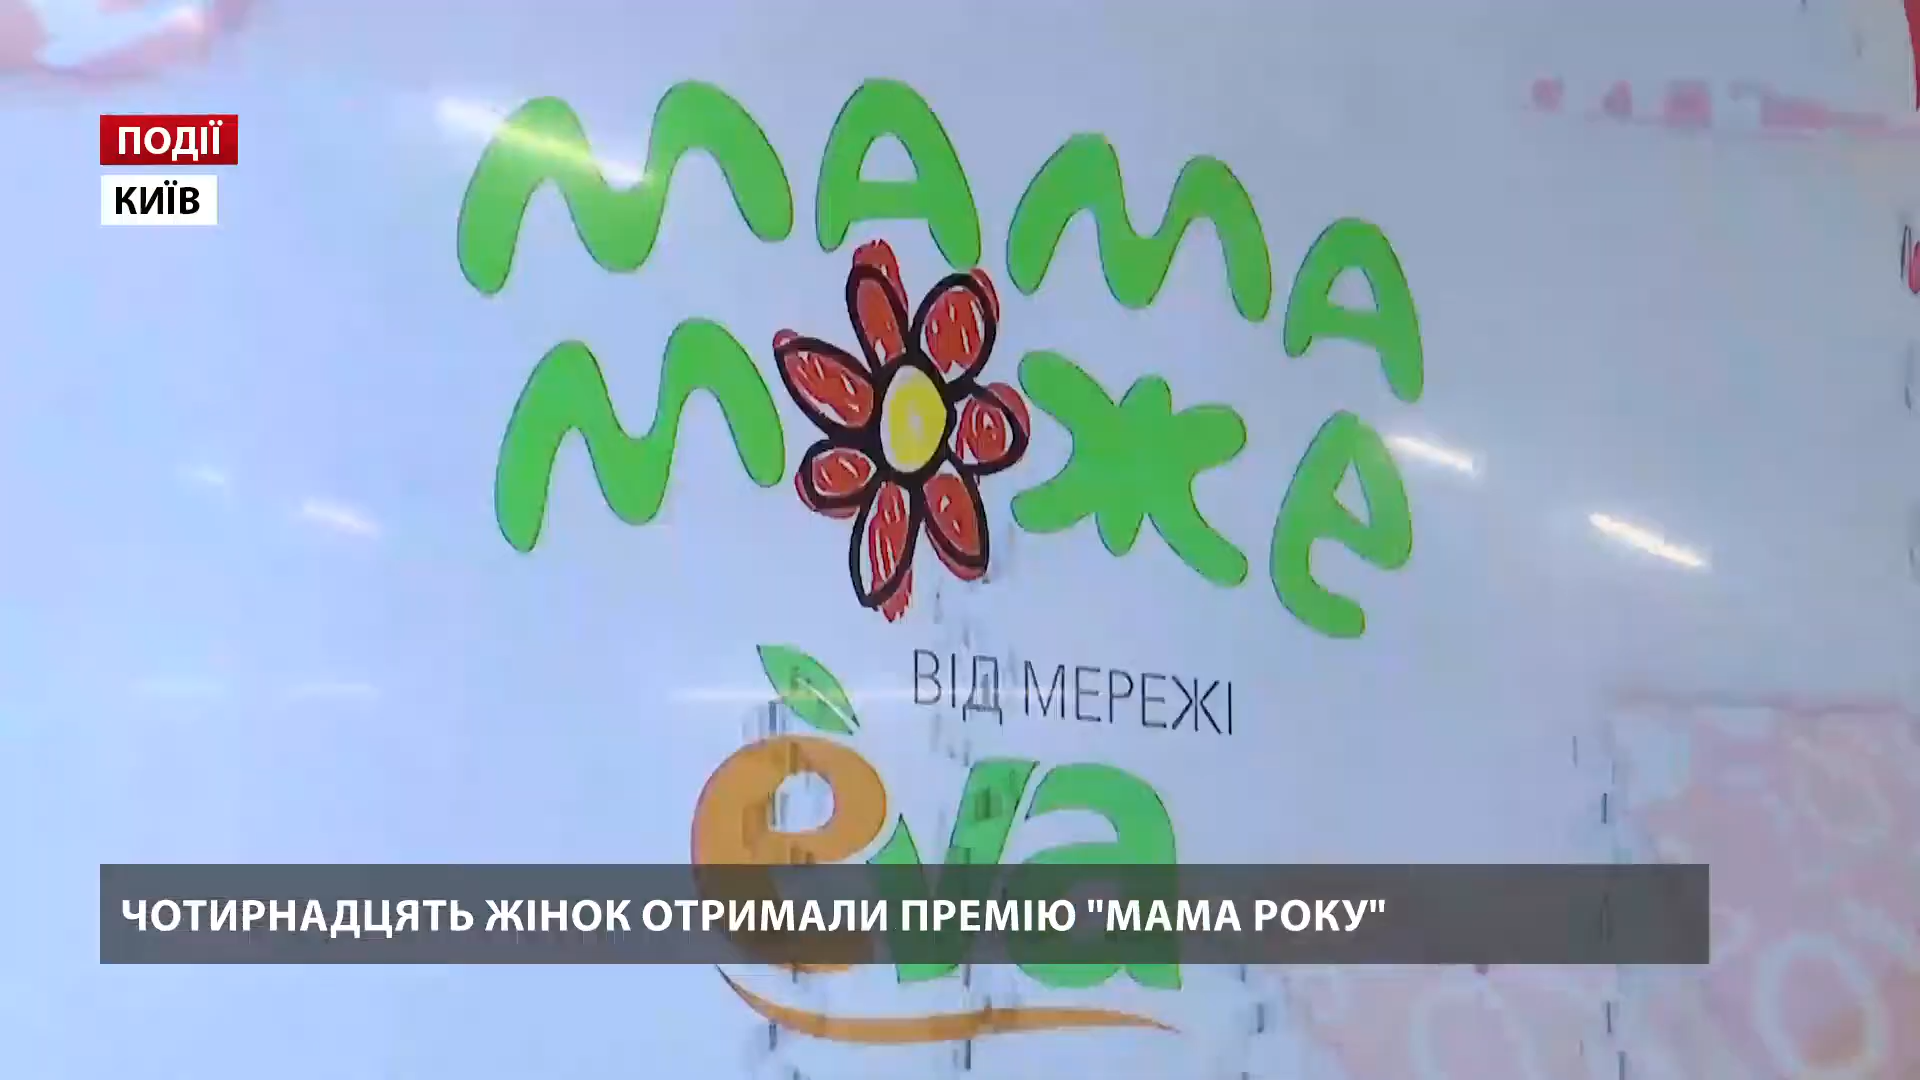 ПОДІЇ
КИЇВ
МАМА
МОЖЕ
ВІД МЕРЕЖІ
eva
ЧОТИРНАДЦЯТЬ ЖІНОК ОТРИМАЛИ ПРЕМІЮ "МАМА РОКУ"